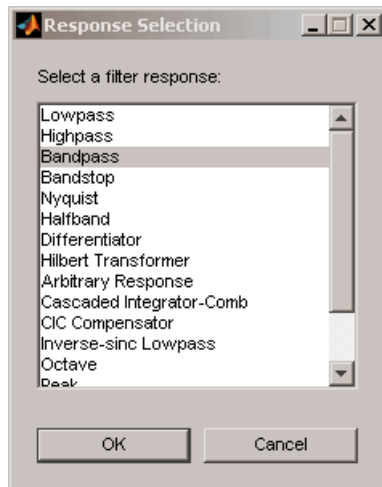 Response Selection
Select a filter response:
Lowpass
Highpass
Bandpass
Bandstop
Nyquist
Halfband
Differentiator
Hilbert Transformer
Arbitrary Response
Cascaded Integrator-Comb
CIC Compensator
Inverse-sinc Lowpass
Octave
Peak
OK Cancel